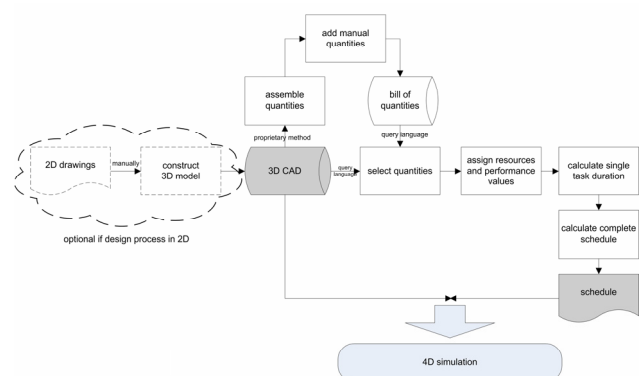 add manual
quantities
assemble
quantities
bill of
quantities
proprietary method
query language
2D drawings
manually
construct
3D model
3D CAD
query
language
select quantities
assign resources
and performance
values
calculate single
task duration
optional if design process in 2D
calculate complete
schedule
schedule
4D simulation